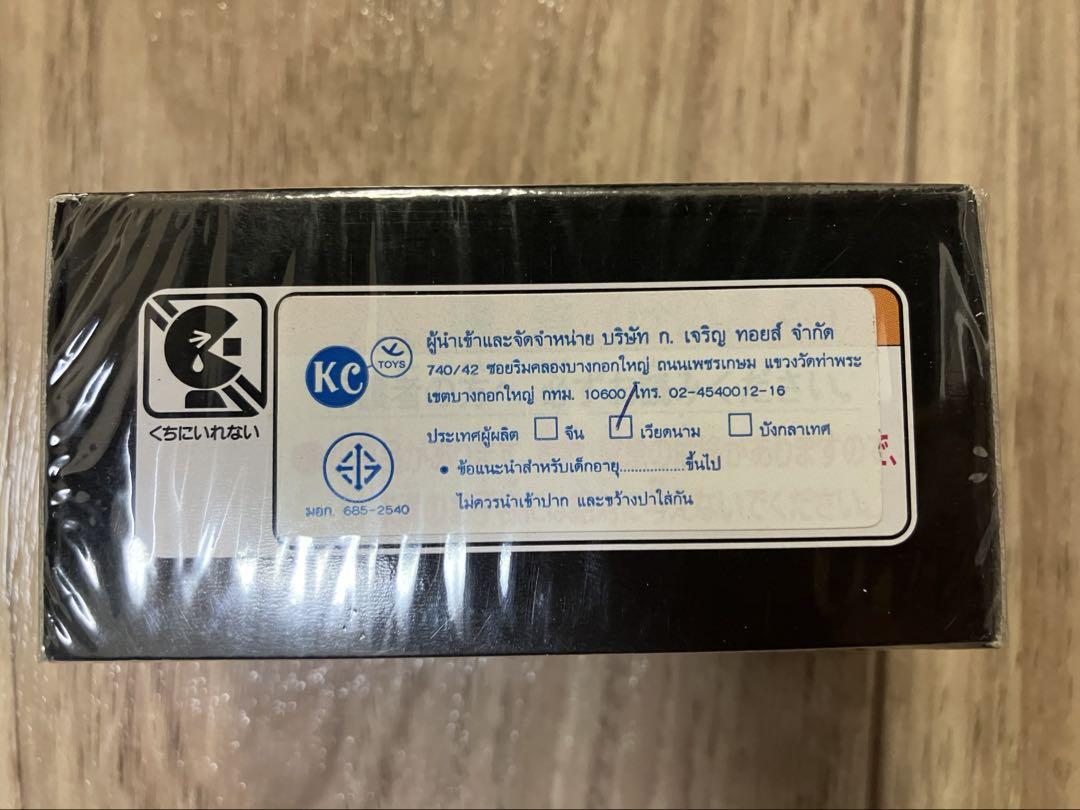 KC
TOYS
ผู้นำเข้าและจัดจำหน่าย บริษัท ก. เจริญ ทอยส์ จำกัด
740/42 ซอยริมคลองบางกอกใหญ่ ถนนเพชรเกษม แขวงวัดท่าพระ
เขตบางกอกใหญ่ กทม. 10600 โทร. 02-4540012-16
ประเทศผู้ผลิต จีน เวียดนาม บังกลาเทศ
• ข้อแนะนำสำหรับเด็กอายุ.................ขึ้นไป
ไม่ควรนำเข้าปาก และขว้างปาใส่กัน
มอก. 685-2540
くちにいれない